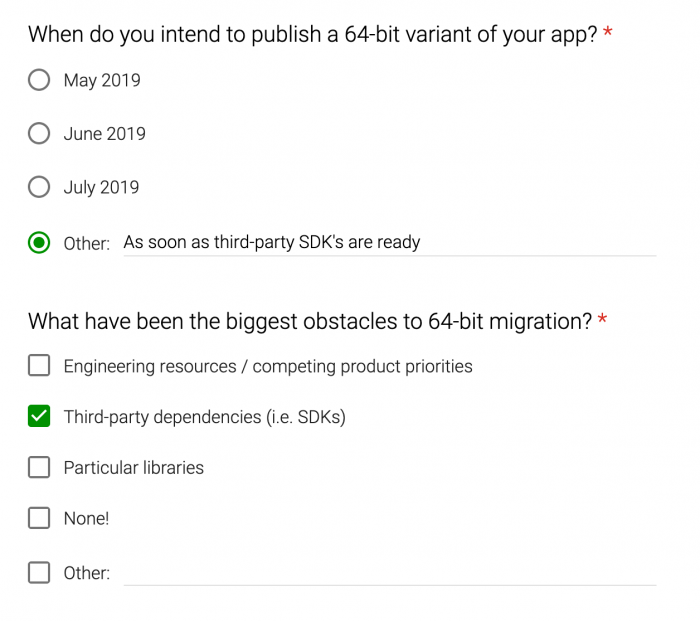 When do you intend to publish a 64-bit variant of your app? *
May 2019
June 2019
July 2019
Other: As soon as third-party SDK's are ready
What have been the biggest obstacles to 64-bit migration? *
Engineering resources / competing product priorities
Third-party dependencies (i.e. SDKs)
Particular libraries
None!
Other: